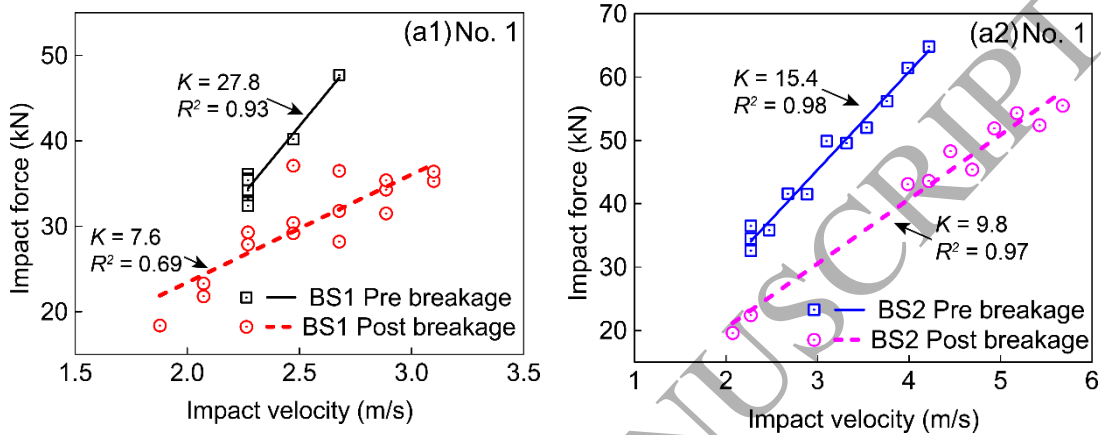 (a1) No. 1
Impact force (kN)
50
40
30
20
K = 27.8
R² = 0.93
K = 7.6
R² = 0.69
BS1 Pre breakage
BS1 Post breakage
1.5 2.0 2.5 3.0 3.5
Impact velocity (m/s)
(a2) No. 1
Impact force (kN)
70
60
50
40
30
20
K = 15.4
R² = 0.98
K = 9.8
R² = 0.97
BS2 Pre breakage
BS2 Post breakage
1 2 3 4 5 6
Impact velocity (m/s)
NUSCRIPT